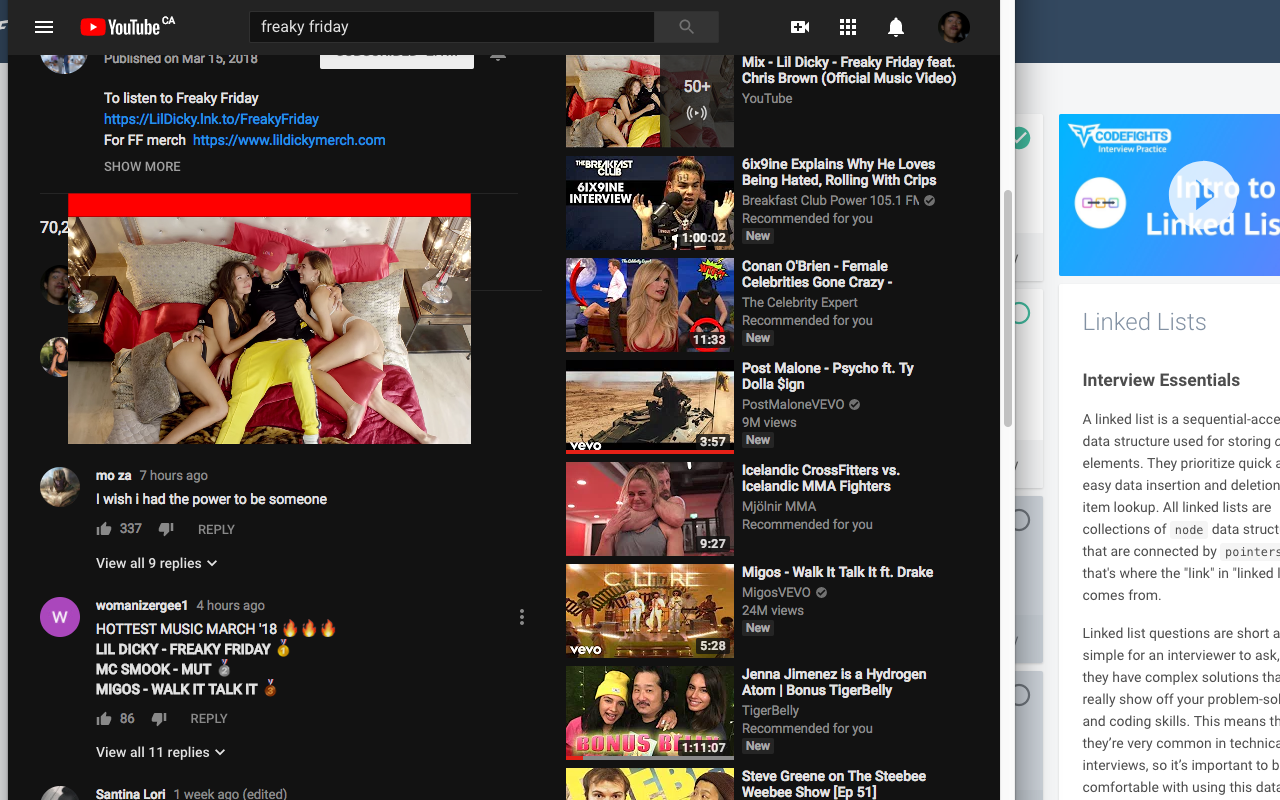 YouTube CA
freaky friday
Published on Mar 15, 2018
To listen to Freaky Friday
https://LilDicky.lnk.to/FreakyFriday
For FF merch https://www.lildickymerch.com
SHOW MORE
70,2
mo za 7 hours ago
I wish i had the power to be someone
337 REPLY
View all 9 replies
W
womanizergee1 4 hours ago
HOTTEST MUSIC MARCH '18 🔥🔥🔥
LIL DICKY - FREAKY FRIDAY 🥇
MC SMOOK - MUT 🥈
MIGOS - WALK IT TALK IT 🥉
86 REPLY
View all 11 replies
Santina Lori 1 week ago (edited)
50+
Mix - Lil Dicky - Freaky Friday feat.
Chris Brown (Official Music Video)
YouTube
THE BREAKFAST
CLUB
6IX9INE
INTERVIEW
1:00:02
6ix9ine Explains Why He Loves
Being Hated, Rolling With Crips
Breakfast Club Power 105.1 FM
Recommended for you
New
11:33
Conan O'Brien - Female
Celebrities Gone Crazy -
The Celebrity Expert
Recommended for you
New
vevo
3:57
Post Malone - Psycho ft. Ty
Dolla $ign
PostMaloneVEVO
9M views
New
9:27
Icelandic CrossFitters vs.
Icelandic MMA Fighters
Mjölnir MMA
Recommended for you
CULTURE
vevo
5:28
Migos - Walk It Talk It ft. Drake
MigosVEVO
24M views
New
BONUS
1:11:07
Jenna Jimenez is a Hydrogen
Atom | Bonus TigerBelly
TigerBelly
Recommended for you
New
Steve Greene on The Steebee
Weebee Show [Ep 51]
CODEFIGHTS
Interview Practice
Intro to
Linked Lis
Linked Lists
Interview Essentials
A linked list is a sequential-acce
data structure used for storing
elements. They prioritize quick a
easy data insertion and deletion
item lookup. All linked lists are
collections of node data struct
that are connected by pointers
that's where the "link" in "linked l
comes from.
Linked list questions are short a
simple for an interviewer to ask,
they have complex solutions tha
really show off your problem-sol
and coding skills. This means th
they're very common in technica
interviews, so it's important to b
comfortable with using this data